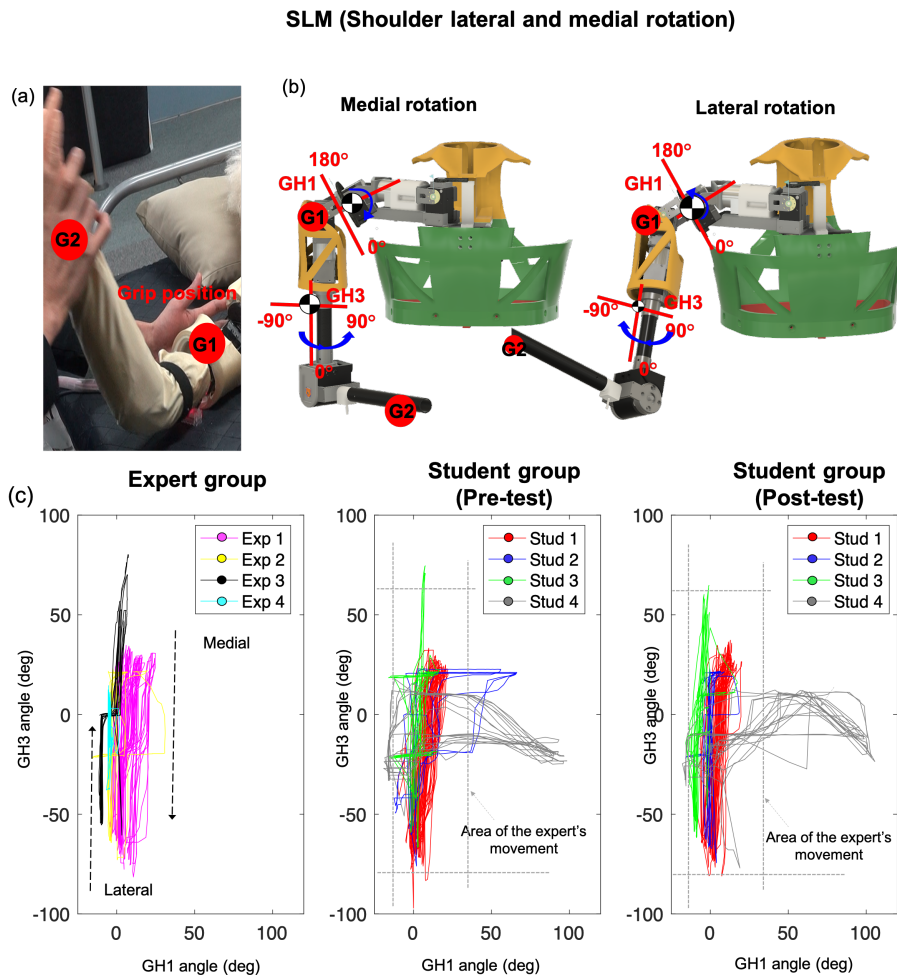 SLM (Shoulder lateral and medial rotation)
(a)
G2
Grip position
G1
(b)
Medial rotation
180°
GH1
G1
0°
GH3
-90°
90°
0°
G2
Lateral rotation
180°
GH1
G1
0°
GH3
-90°
90°
G2
0°
(c)
Expert group
100
50
0
-50
-100
GH3 angle (deg)
Exp 1
Exp 2
Exp 3
Exp 4
Medial
Lateral
0
50
100
GH1 angle (deg)
Student group
(Pre-test)
100
50
0
-50
-100
GH3 angle (deg)
Stud 1
Stud 2
Stud 3
Stud 4
Area of the expert's
movement
0
50
100
GH1 angle (deg)
Student group
(Post-test)
100
50
0
-50
-100
GH3 angle (deg)
Stud 1
Stud 2
Stud 3
Stud 4
Area of the expert's
movement
0
50
100
GH1 angle (deg)